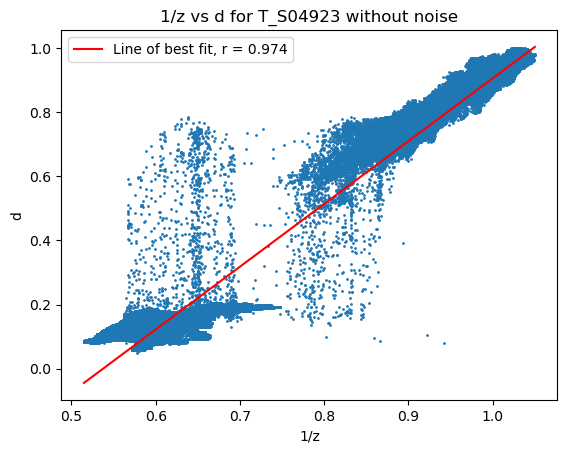 1/z vs d for T_S04923 without noise
Line of best fit, r = 0.974
1.0
0.8
0.6
0.4
0.2
0.0
d
0.5 0.6 0.7 0.8 0.9 1.0
1/z